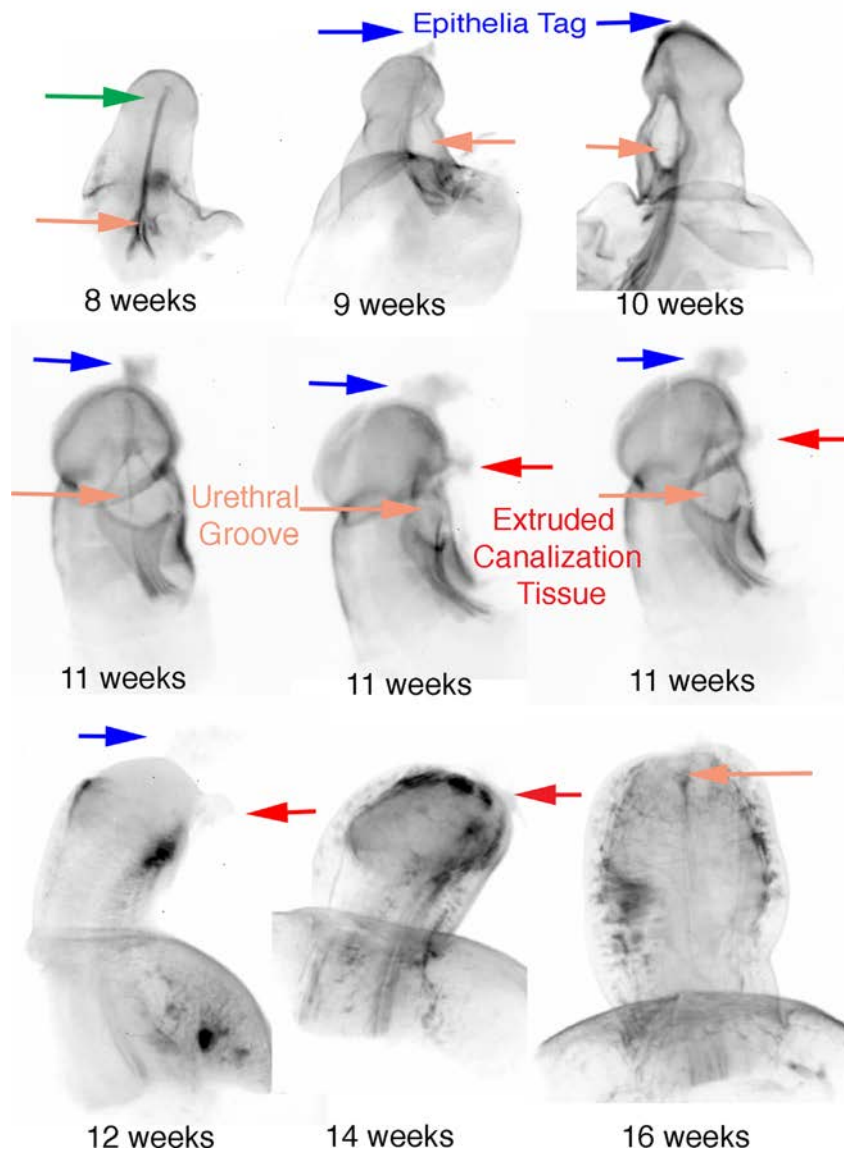 Epithelia Tag
8 weeks
9 weeks
10 weeks
Urethral
Groove
Extruded
Canalization
Tissue
11 weeks
11 weeks
11 weeks
12 weeks
14 weeks
16 weeks